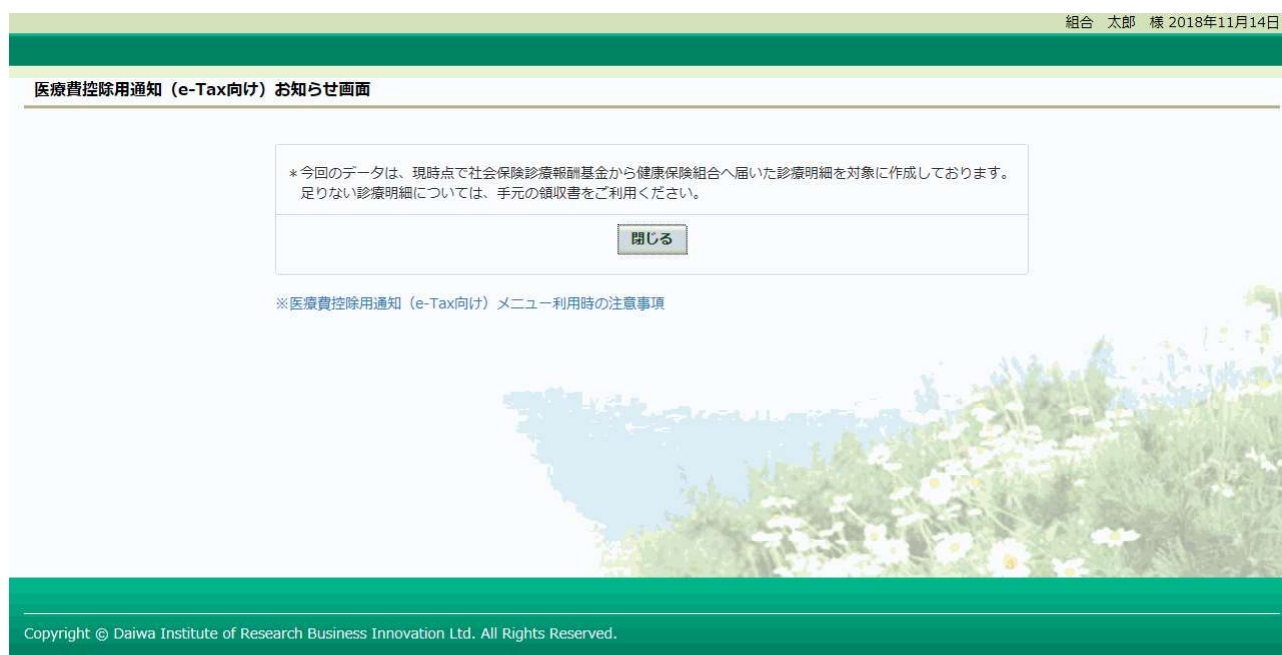 組合 太郎 様 2018年11月14日
医療費控除用通知（e-Tax向け）お知らせ画面
＊今回のデータは、現時点で社会保険診療報酬基金から健康保険組合へ届いた診療明細を対象に作成しております。
足りない診療明細については、手元の領収書をご利用ください。
閉じる
※医療費控除用通知（e-Tax向け）メニュー利用時の注意事項
Copyright © Daiwa Institute of Research Business Innovation Ltd. All Rights Reserved.